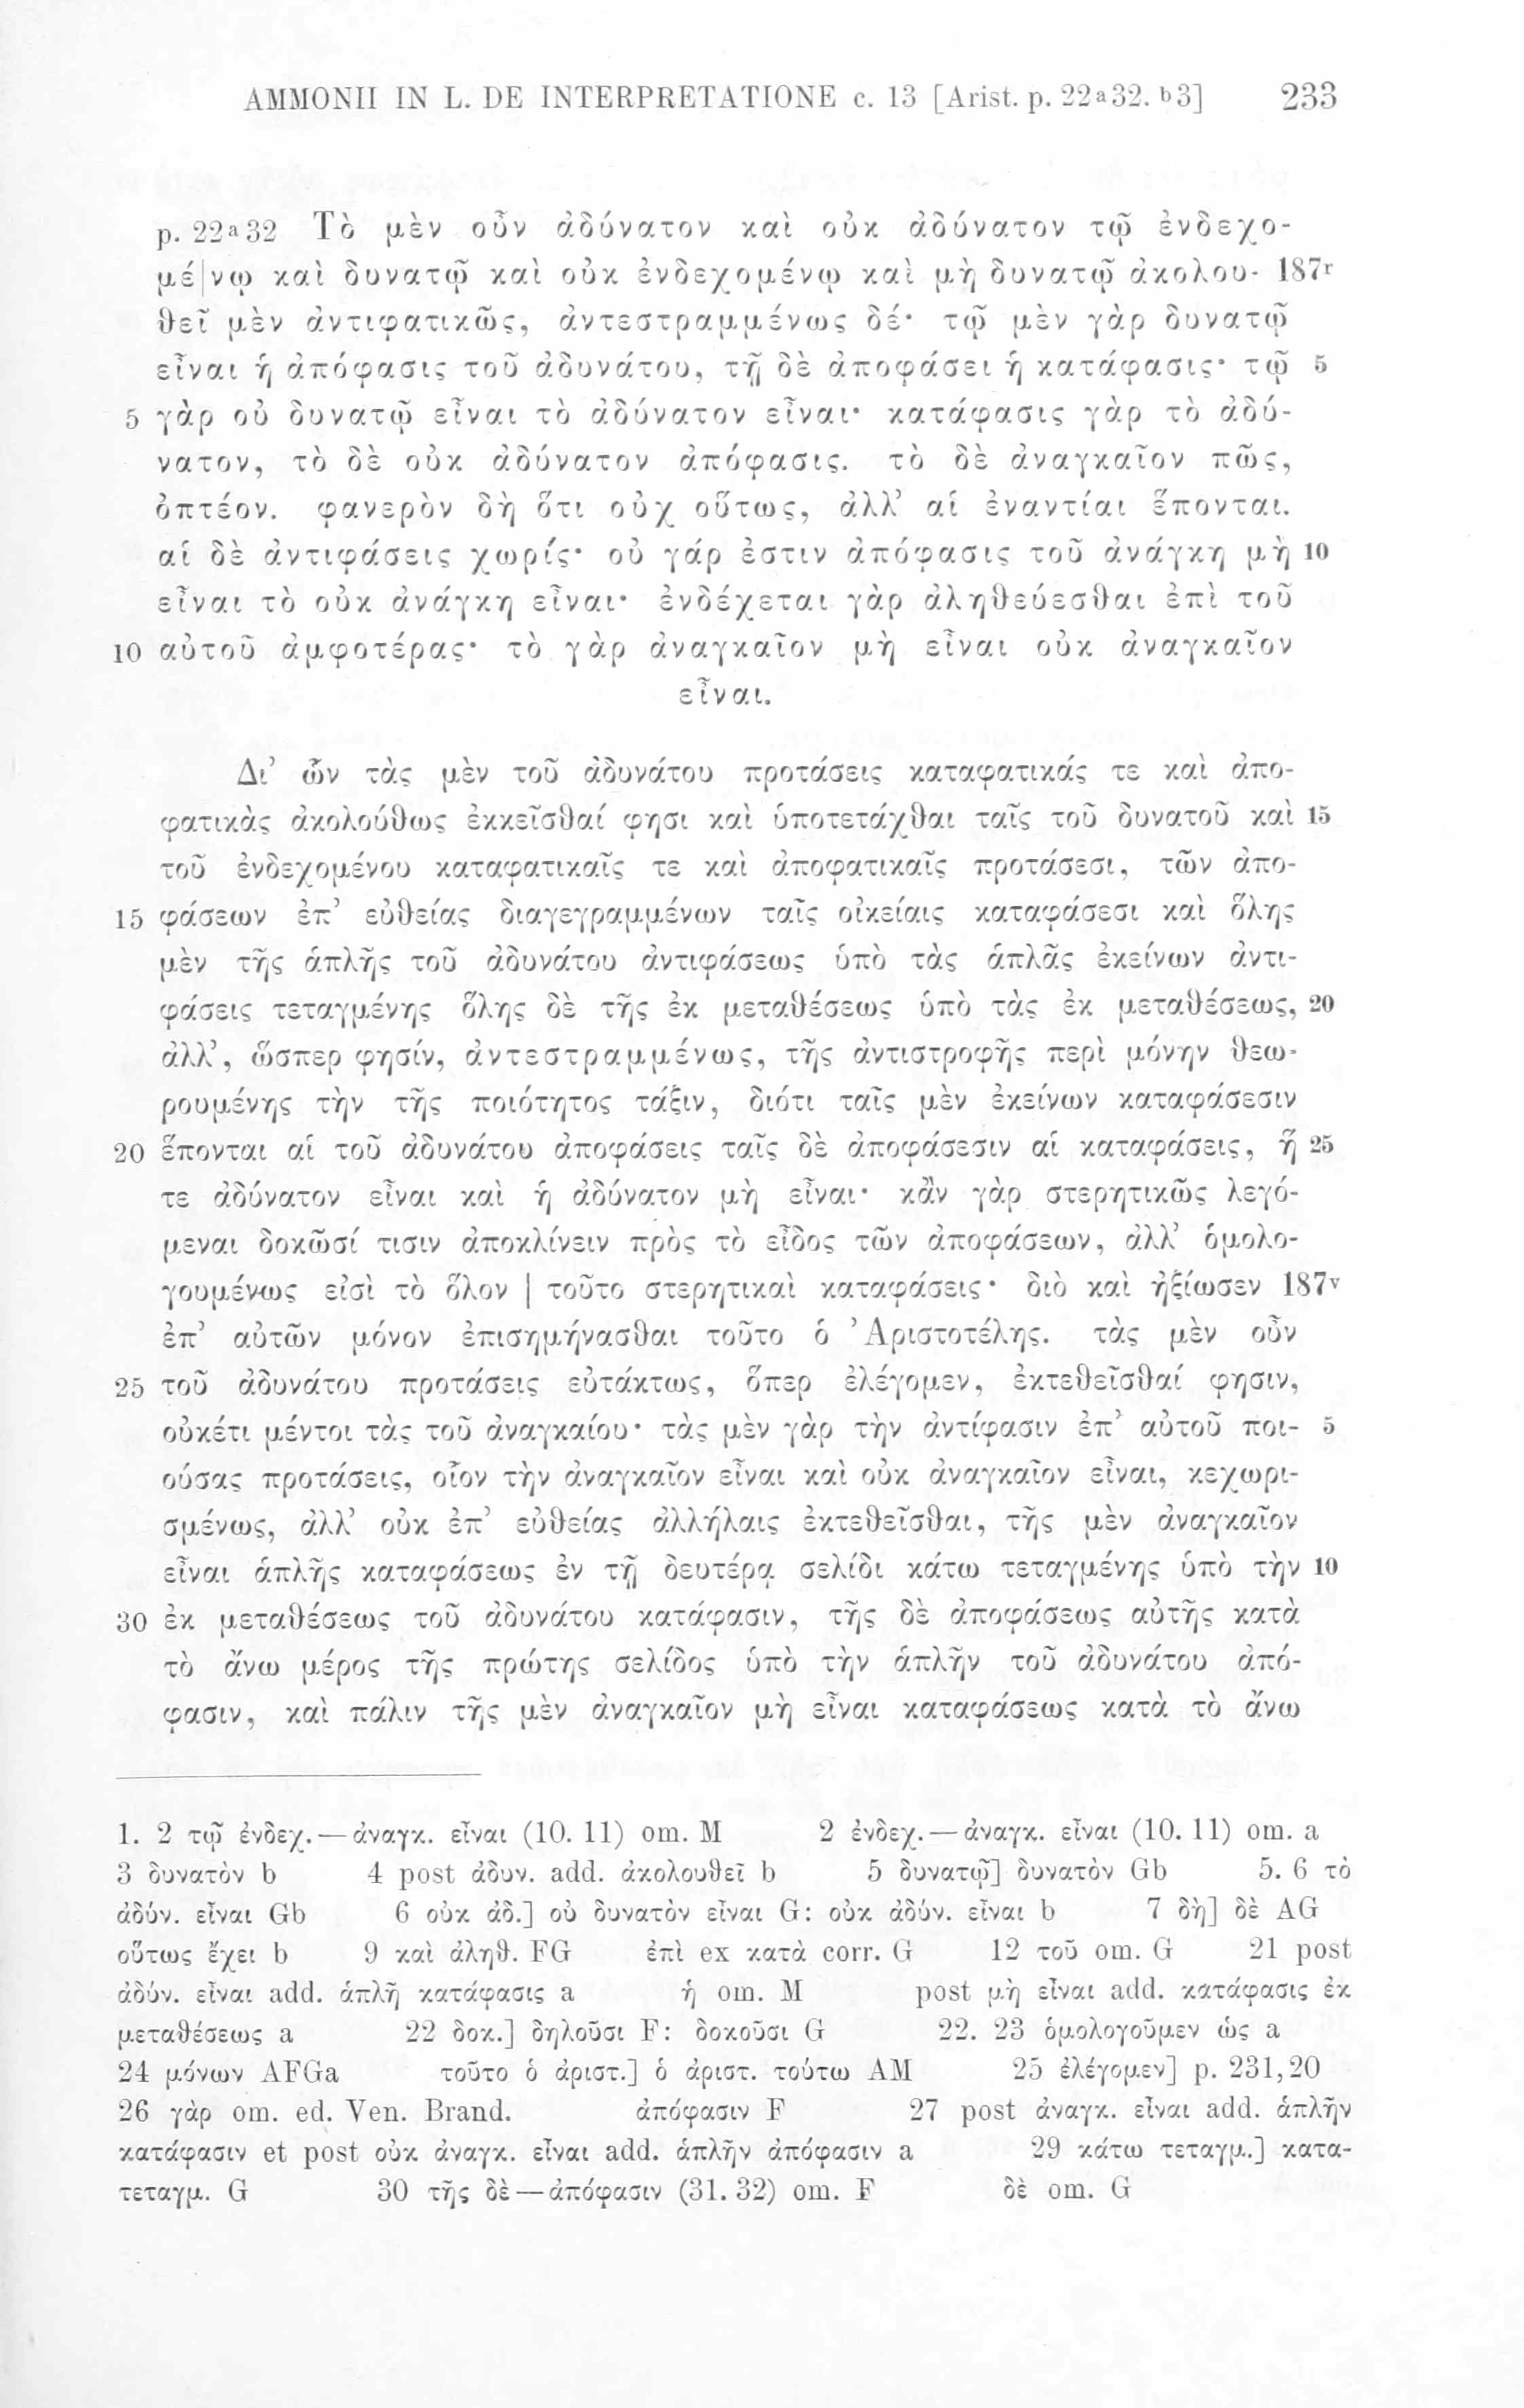 AMMONII IN L. DE INTERPRETATIONE c. 13 [Arist. p. 22a32. b3] 233
p. 22a32 Τὸ μὲν οὖν ἀδύνατον καὶ οὐκ ἀδύνατον τῷ ἐνδεχο-
μέ|νῳ καὶ δυνατῷ καὶ οὐκ ἐνδεχομένῳ καὶ μὴ δυνατῷ ἀκολου- 187r
θεῖ μὲν ἀντιφατικῶς, ἀντεστραμμένως δέ· τῷ μὲν γὰρ δυνατῷ
εἶναι ἡ ἀπόφασις τοῦ ἀδυνάτου, τῇ δὲ ἀποφάσει ἡ κατάφασις· τῷ 5
5 γὰρ οὐ δυνατῷ εἶναι τὸ ἀδύνατον εἶναι· κατάφασις γὰρ τὸ ἀδύ-
νατον, τὸ δὲ οὐκ ἀδύνατον ἀπόφασις. τὸ δὲ ἀναγκαῖον πῶς,
ὀπτέον. φανερὸν δὴ ὅτι οὐχ οὕτως, ἀλλ’ αἱ ἐναντίαι ἕπονται.
αἱ δὲ ἀντιφάσεις χωρίς· οὐ γάρ ἐστιν ἀπόφασις τοῦ ἀνάγκη μὴ 10
εἶναι τὸ οὐκ ἀνάγκη εἶναι· ἐνδέχεται γὰρ ἀληθεύεσθαι ἐπὶ τοῦ
10 αὐτοῦ ἀμφοτέρας· τὸ γὰρ ἀναγκαῖον μὴ εἶναι οὐκ ἀναγκαῖον
εἶναι.
Δι’ ὧν τὰς μὲν τοῦ ἀδυνάτου προτάσεις καταφατικάς τε καὶ ἀπο-
φατικὰς ἀκολούθως ἐκκεῖσθαί φησι καὶ ὑποτετάχθαι ταῖς τοῦ δυνατοῦ καὶ 15
τοῦ ἐνδεχομένου καταφατικαῖς τε καὶ ἀποφατικαῖς προτάσεσι, τῶν ἀπο-
15 φάσεων ἐπ’ εὐθείας διαγεγραμμένων ταῖς οἰκείαις καταφάσεσι καὶ ὅλης
μὲν τῆς ἁπλῆς τοῦ ἀδυνάτου ἀντιφάσεως ὑπὸ τὰς ἁπλᾶς ἐκείνων ἀντι-
φάσεις τεταγμένης ὅλης δὲ τῆς ἐκ μεταθέσεως ὑπὸ τὰς ἐκ μεταθέσεως, 20
ἀλλ’, ὥσπερ φησίν, ἀντεστραμμένως, τῆς ἀντιστροφῆς περὶ μόνην θεω-
ρουμένης τὴν τῆς ποιότητος τάξιν, διότι ταῖς μὲν ἐκείνων καταφάσεσιν
20 ἕπονται αἱ τοῦ ἀδυνάτου ἀποφάσεις ταῖς δὲ ἀποφάσεσιν αἱ καταφάσεις, ἥ 25
τε ἀδύνατον εἶναι καὶ ἡ ἀδύνατον μὴ εἶναι· κἂν γὰρ στερητικῶς λεγό-
μεναι δοκῶσί τισιν ἀποκλίνειν πρὸς τὸ εἶδος τῶν ἀποφάσεων, ἀλλ’ ὁμολο-
γουμένως εἰσὶ τὸ ὅλον | τοῦτο στερητικαὶ καταφάσεις· διὸ καὶ ἠξίωσεν 187v
ἐπ’ αὐτῶν μόνον ἐπισημήνασθαι τοῦτο ὁ Ἀριστοτέλης. τὰς μὲν οὖν
25 τοῦ ἀδυνάτου προτάσεις εὐτάκτως, ὅπερ ἐλέγομεν, ἐκτεθεῖσθαί φησιν,
οὐκέτι μέντοι τὰς τοῦ ἀναγκαίου· τὰς μὲν γὰρ τὴν ἀντίφασιν ἐπ’ αὐτοῦ ποι- 5
ούσας προτάσεις, οἷον τὴν ἀναγκαῖον εἶναι καὶ οὐκ ἀναγκαῖον εἶναι, κεχωρι-
σμένως, ἀλλ’ οὐκ ἐπ’ εὐθείας ἀλλήλαις ἐκτεθεῖσθαι, τῆς μὲν ἀναγκαῖον
εἶναι ἁπλῆς καταφάσεως ἐν τῇ δευτέρᾳ σελίδι κάτω τεταγμένης ὑπὸ τὴν 10
30 ἐκ μεταθέσεως τοῦ ἀδυνάτου κατάφασιν, τῆς δὲ ἀποφάσεως αὐτῆς κατὰ
τὸ ἄνω μέρος τῆς πρώτης σελίδος ὑπὸ τὴν ἁπλῆν τοῦ ἀδυνάτου ἀπό-
φασιν, καὶ πάλιν τῆς μὲν ἀναγκαῖον μὴ εἶναι καταφάσεως κατὰ τὸ ἄνω
1. 2 τῷ ἐνδεχ.—ἀναγκ. εἶναι (10. 11) om. M 2 ἐνδεχ.—ἀναγκ. εἶναι (10. 11) om. a
3 δυνατὸν b 4 post ἀδυν. add. ἀκολουθεῖ b 5 δυνατῷ] δυνατὸν Gb 5. 6 τὸ
ἀδύν. εἶναι Gb 6 οὐκ ἀδ.] οὐ δυνατὸν εἶναι G: οὐκ ἀδύν. εἶναι b 7 δὴ] δὲ AG
οὕτως ἔχει b 9 καὶ ἀληθ. FG ἐπὶ ex κατὰ corr. G 12 τοῦ om. G 21 post
ἀδύν. εἶναι add. ἁπλῆ κατάφασις a ἡ om. M post μὴ εἶναι add. κατάφασις ἐκ
μεταθέσεως a 22 δοκ.] δηλοῦσι F: δοκοῦσι G 22. 23 ὁμολογοῦμεν ὡς a
24 μόνων AFGa τοῦτο ὁ ἀριστ.] ὁ ἀριστ. τούτω AM 25 ἐλέγομεν] p. 231,20
26 γὰρ om. ed. Ven. Brand. ἀπόφασιν F 27 post ἀναγκ. εἶναι add. ἁπλῆν
κατάφασιν et post οὐκ ἀναγκ. εἶναι add. ἁπλῆν ἀπόφασιν a 29 κάτω τεταγμ.] κατα-
τεταγμ. G 30 τῆς δὲ—ἀπόφασιν (31. 32) om. F δὲ om. G